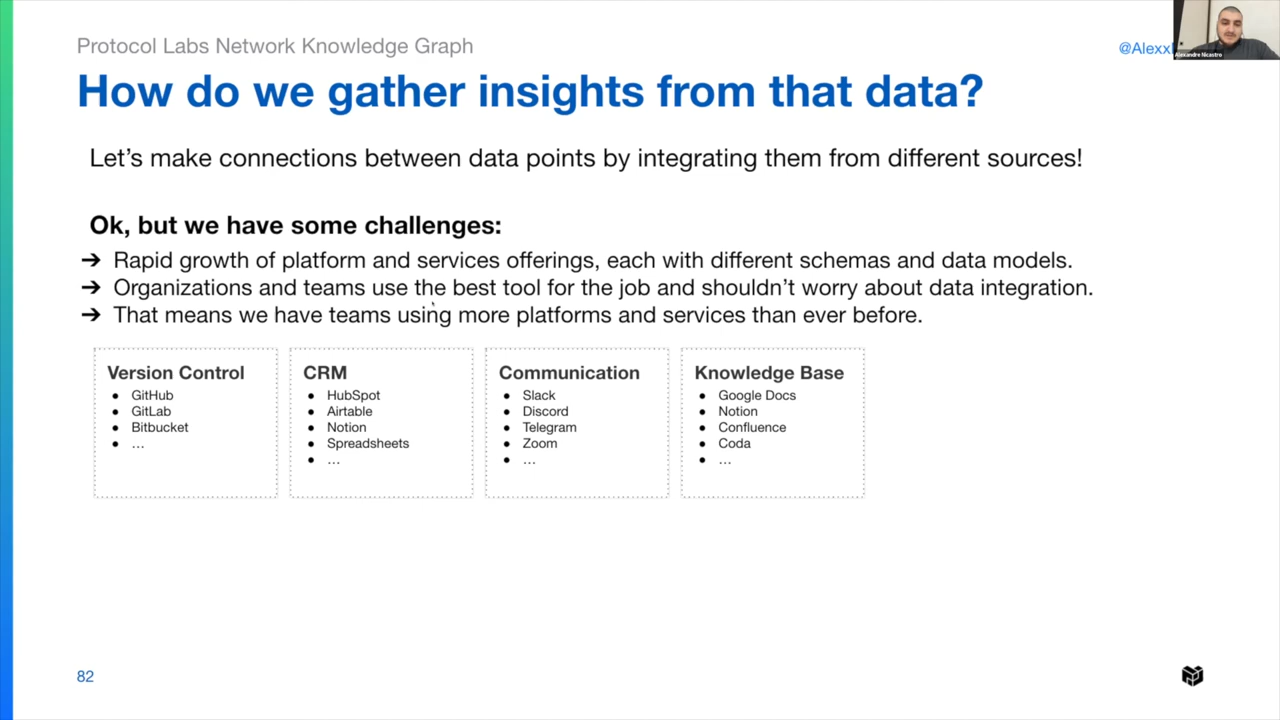 Protocol Labs Network Knowledge Graph
@Alexx
Alexandre Nicastro
How do we gather insights from that data?
Let’s make connections between data points by integrating them from different sources!
Ok, but we have some challenges:
➔ Rapid growth of platform and services offerings, each with different schemas and data models.
➔ Organizations and teams use the best tool for the job and shouldn’t worry about data integration.
➔ That means we have teams using more platforms and services than ever before.
Version Control
● GitHub
● GitLab
● Bitbucket
● …
CRM
● HubSpot
● Airtable
● Notion
● Spreadsheets
● …
Communication
● Slack
● Discord
● Telegram
● Zoom
● …
Knowledge Base
● Google Docs
● Notion
● Confluence
● Coda
● …
82